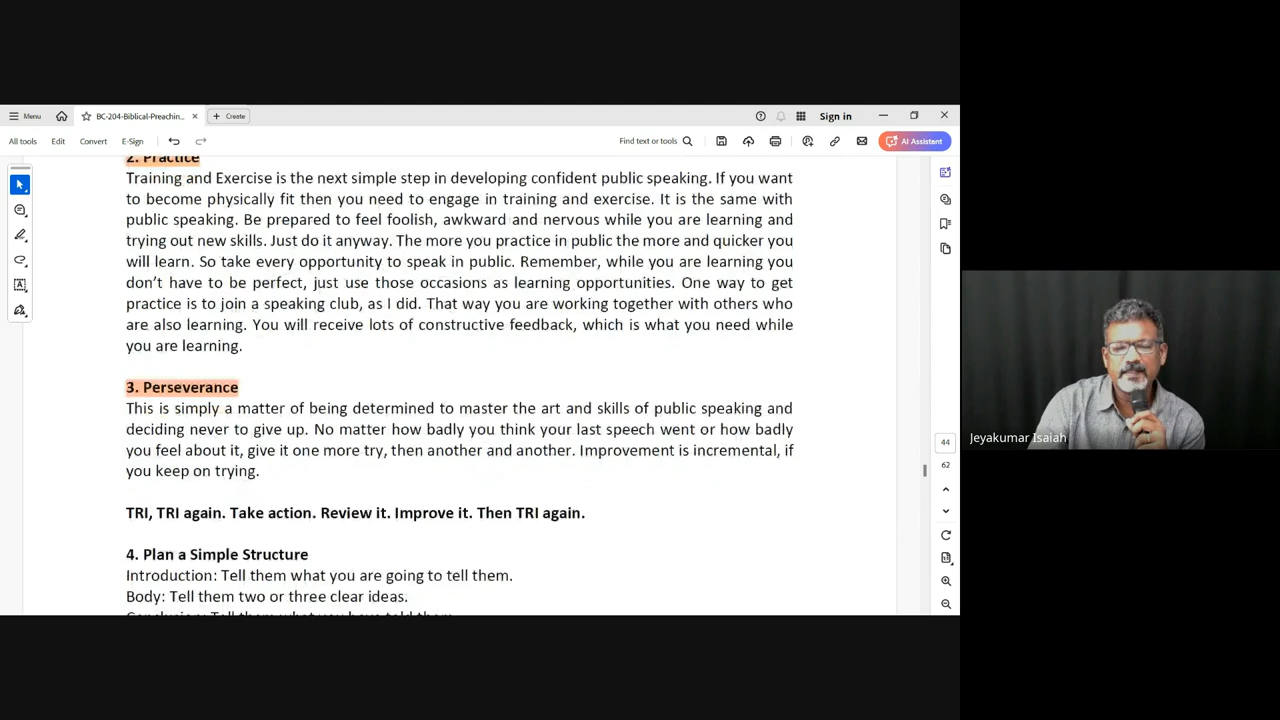 Menu
BC-204-Biblical-Preachin...
Create
Sign in
All tools
Edit
Convert
E-Sign
Find text or tools
AI Assistant
2. Practice
Training and Exercise is the next simple step in developing confident public speaking. If you want
to become physically fit then you need to engage in training and exercise. It is the same with
public speaking. Be prepared to feel foolish, awkward and nervous while you are learning and
trying out new skills. Just do it anyway. The more you practice in public the more and quicker you
will learn. So take every opportunity to speak in public. Remember, while you are learning you
don't have to be perfect, just use those occasions as learning opportunities. One way to get
practice is to join a speaking club, as I did. That way you are working together with others who
are also learning. You will receive lots of constructive feedback, which is what you need while
you are learning.
3. Perseverance
This is simply a matter of being determined to master the art and skills of public speaking and
deciding never to give up. No matter how badly you think your last speech went or how badly
you feel about it, give it one more try, then another and another. Improvement is incremental, if
you keep on trying.
TRI, TRI again. Take action. Review it. Improve it. Then TRI again.
4. Plan a Simple Structure
Introduction: Tell them what you are going to tell them.
Body: Tell them two or three clear ideas.
Conclusion: Tell them what you have told them
44
62
Jeyakumar Isaiah